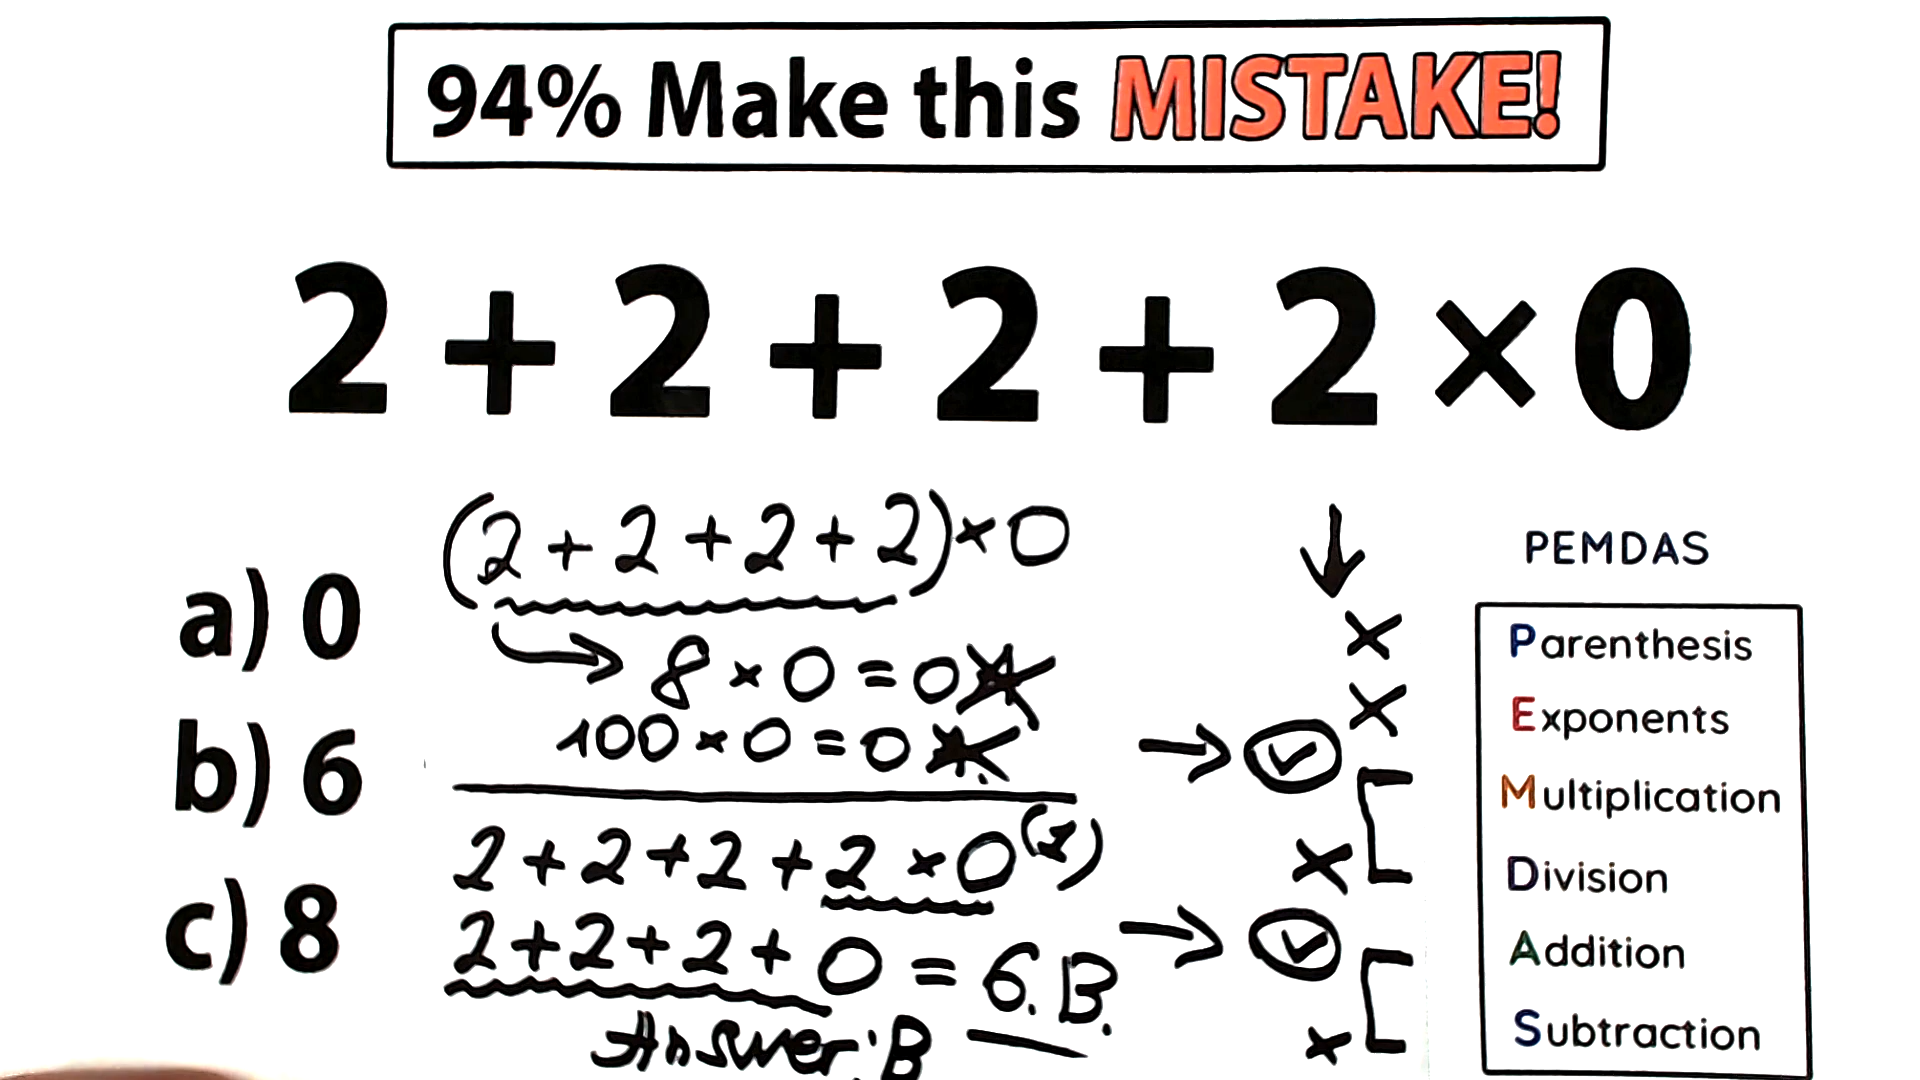 94% Make this MISTAKE!
2 + 2 + 2 + 2 × 0
(2 + 2 + 2 + 2) × 0
a) 0
8 × 0 = 0
100 × 0 = 0
b) 6
2 + 2 + 2 + 2 × 0
c) 8
2 + 2 + 2 + 0 = 6. B.
Answer: B
PEMDAS
Parenthesis
Exponents
Multiplication
Division
Addition
Subtraction